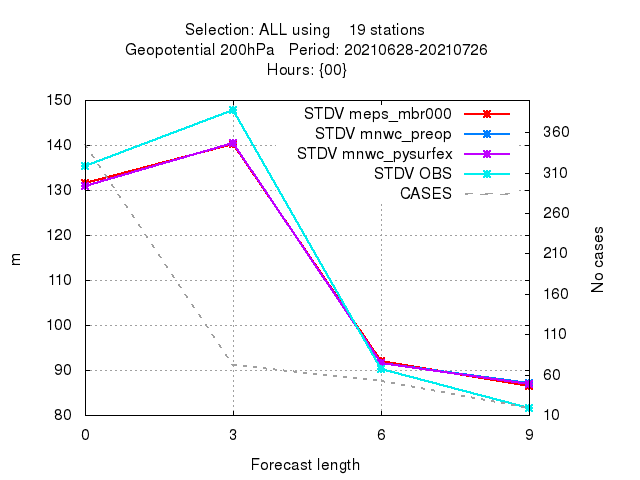 Selection: ALL using 19 stations
Geopotential 200hPa Period: 20210628-20210726
Hours: {00}
STDV meps_mbr000
STDV mnwc_preop
STDV mnwc_pysurfex
STDV OBS
CASES
150
140
130
120
110
100
90
80
360
310
260
210
160
110
60
10
m
No cases
0 3 6 9
Forecast length